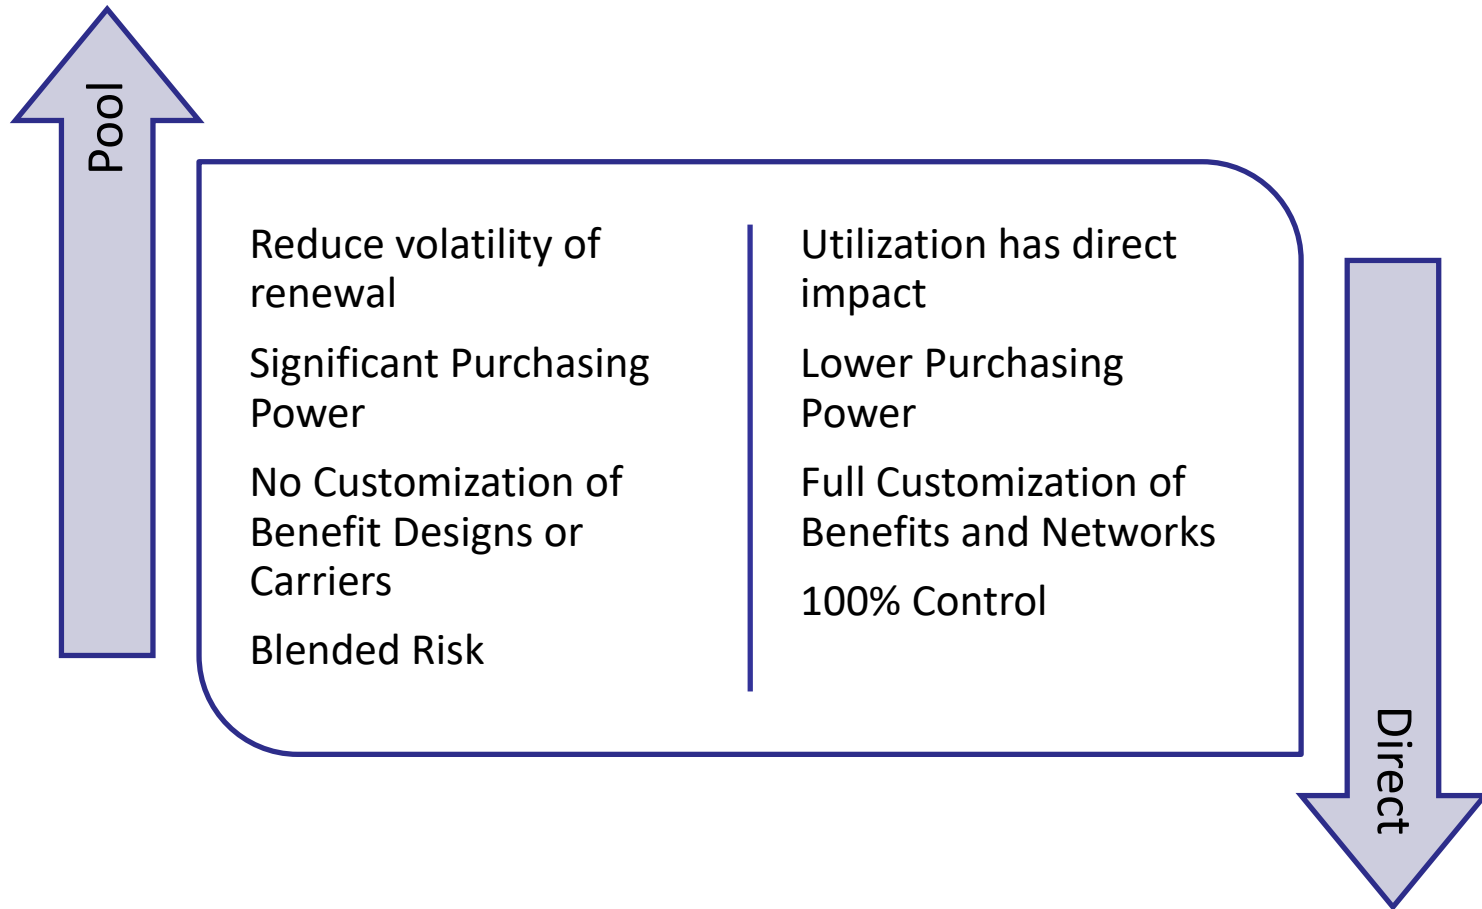 Pool
Reduce volatility of
renewal
Significant Purchasing
Power
No Customization of
Benefit Designs or
Carriers
Blended Risk
Utilization has direct
impact
Lower Purchasing
Power
Full Customization of
Benefits and Networks
100% Control
Direct